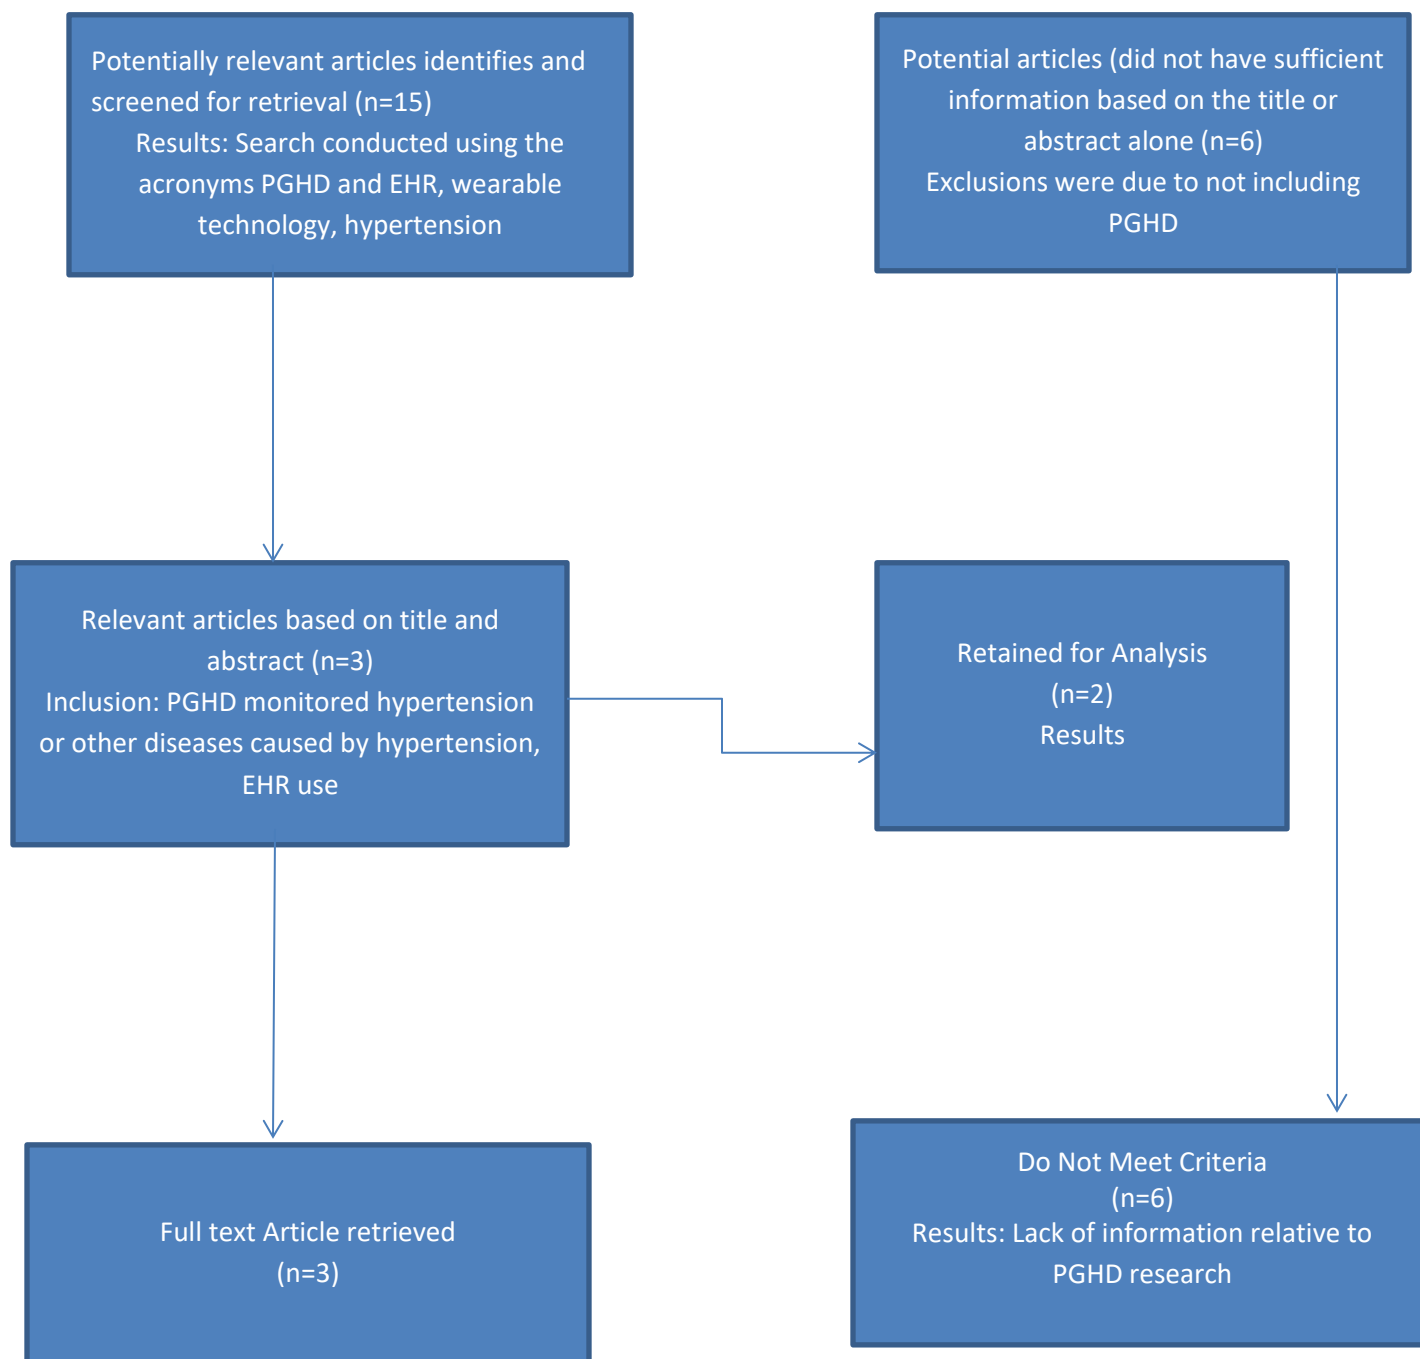 Potentially relevant articles identifies and
screened for retrieval (n=15)
Results: Search conducted using the
acronyms PGHD and EHR, wearable
technology, hypertension
Potential articles (did not have sufficient
information based on the title or
abstract alone (n=6)
Exclusions were due to not including
PGHD
Relevant articles based on title and
abstract (n=3)
Inclusion: PGHD monitored hypertension
or other diseases caused by hypertension,
EHR use
Retained for Analysis
(n=2)
Results
Full text Article retrieved
(n=3)
Do Not Meet Criteria
(n=6)
Results: Lack of information relative to
PGHD research